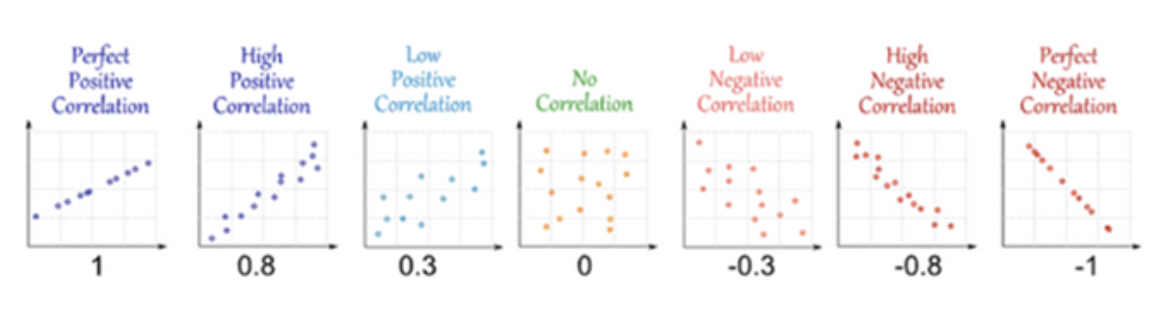 Perfect
Positive
Correlation
High
Positive
Correlation
Low
Positive
Correlation
No
Correlation
Low
Negative
Correlation
High
Negative
Correlation
Perfect
Negative
Correlation
1
0.8
0.3
0
-0.3
-0.8
-1